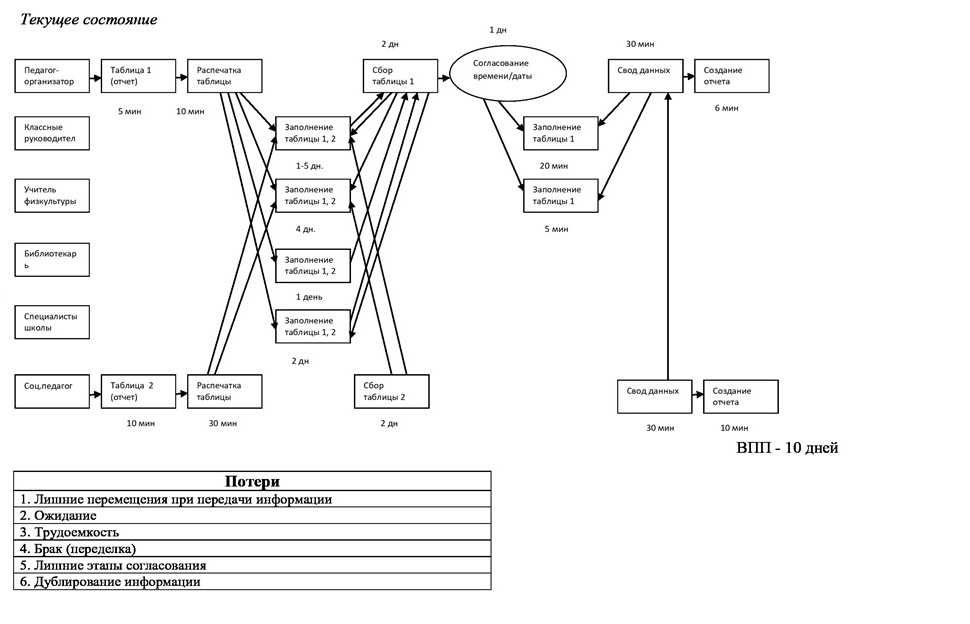 Текущее состояние
1 дн
2 дн
30 мин
Педагог-
организатор
Таблица 1
(отчет)
Распечатка
таблицы
Сбор
таблицы 1
Согласование
времени/даты
Свод данных
Создание
отчета
5 мин
10 мин
6 мин
Классные
руководител
Заполнение
таблицы 1, 2
Заполнение
таблицы 1
1-5 дн.
20 мин
Учитель
физкультуры
Заполнение
таблицы 1, 2
Заполнение
таблицы 1
4 дн.
5 мин
Библиотекар
ь
Заполнение
таблицы 1, 2
1 день
Специалисты
школы
Заполнение
таблицы 1, 2
2 дн
Соц.педагог
Таблица 2
(отчет)
Распечатка
таблицы
Сбор
таблицы 2
Свод данных
Создание
отчета
10 мин
30 мин
2 дн
30 мин
10 мин
ВПП - 10 дней
Потери
1. Лишние перемещения при передачи информации
2. Ожидание
3. Трудоемкость
4. Брак (переделка)
5. Лишние этапы согласования
6. Дублирование информации